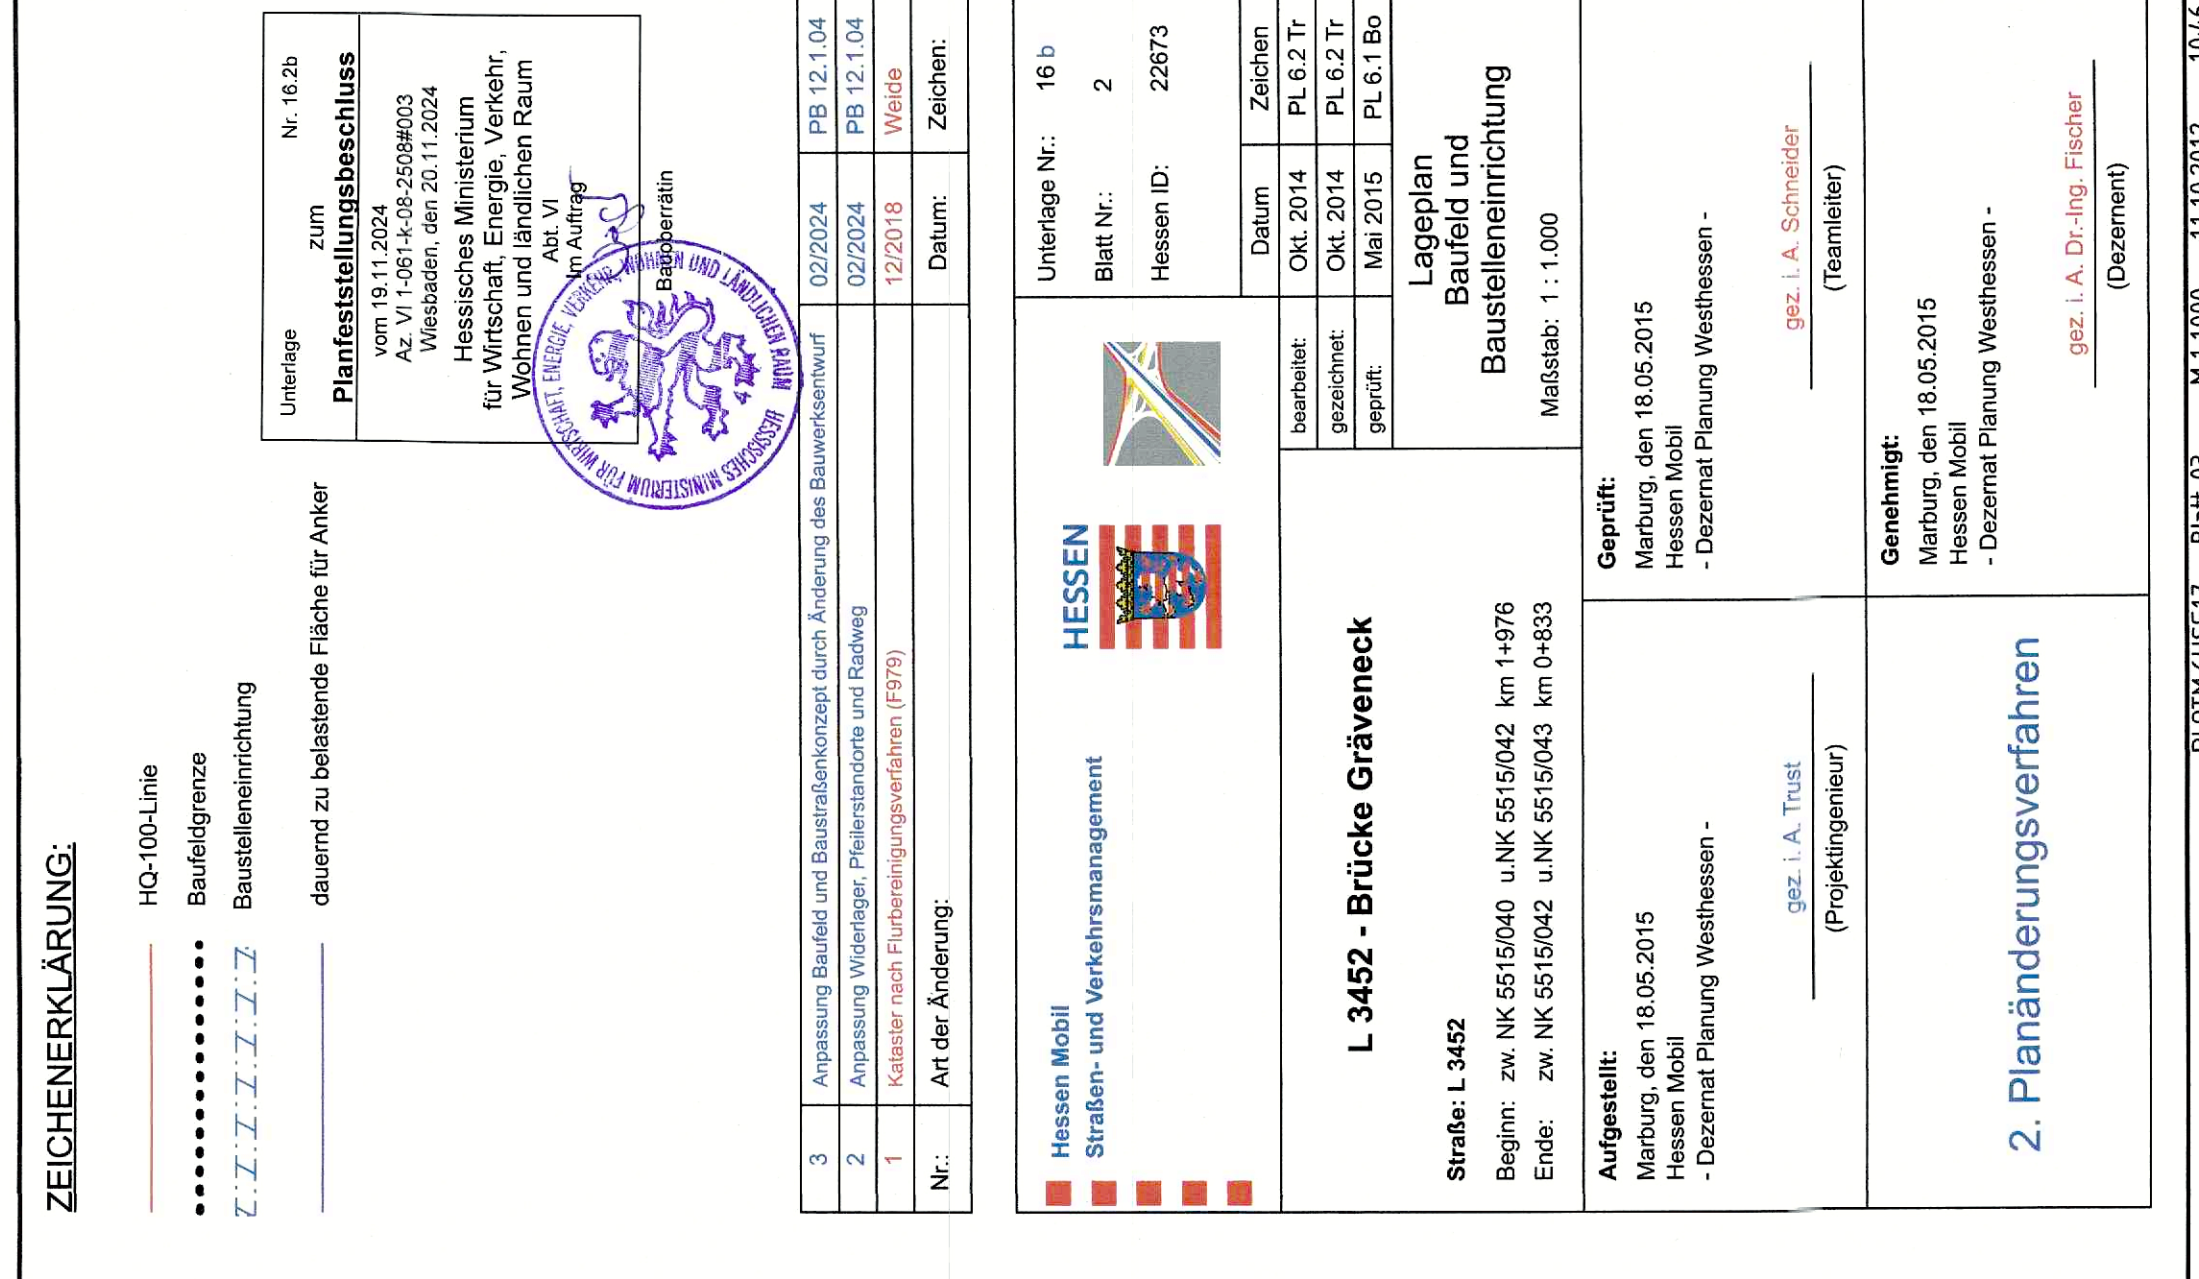 ZEICHENERKLÄRUNG:
HQ-100-Linie
Baufeldgrenze
Baustelleneinrichtung
dauernd zu belastende Fläche für Anker
Unterlage Nr. 16.2b
zum
Planfeststellungsbeschluss
vom 19.11.2024
Az. VI 1-061-k-08-2508#003
Wiesbaden, den 20.11.2024
Hessisches Ministerium
für Wirtschaft, Energie, Verkehr,
Wohnen und ländlichen Raum
Abt. VI
Im Auftrag
Bauoberrätin
HESSISCHES MINISTERIUM FÜR WIRTSCHAFT, ENERGIE, VERKEHR, WOHNEN UND LÄNDLICHEN RAUM
4
3 Anpassung Baufeld und Baustraßenkonzept durch Änderung des Bauwerksentwurf 02/2024 PB 12.1.04
2 Anpassung Widerlager, Pfeilerstandorte und Radweg 02/2024 PB 12.1.04
1 Kataster nach Flurbereinigungsverfahren (F979) 12/2018 Weide
Nr.: Art der Änderung: Datum: Zeichen:
Hessen Mobil
Straßen- und Verkehrsmanagement
HESSEN
Unterlage Nr.: 16 b
Blatt Nr.: 2
Hessen ID: 22673
Datum Zeichen
bearbeitet: Okt. 2014 PL 6.2 Tr
gezeichnet: Okt. 2014 PL 6.2 Tr
geprüft: Mai 2015 PL 6.1 Bo
L 3452 - Brücke Gräveneck
Straße: L 3452
Beginn: zw. NK 5515/040 u.NK 5515/042 km 1+976
Ende: zw. NK 5515/042 u.NK 5515/043 km 0+833
Lageplan
Baufeld und
Baustelleneinrichtung
Maßstab: 1 : 1.000
Aufgestellt:
Marburg, den 18.05.2015
Hessen Mobil
- Dezernat Planung Westhessen -
gez. i. A. Trust
(Projektingenieur)
Geprüft:
Marburg, den 18.05.2015
Hessen Mobil
- Dezernat Planung Westhessen -
gez. i. A. Schneider
(Teamleiter)
2. Planänderungsverfahren
Genehmigt:
Marburg, den 18.05.2015
Hessen Mobil
- Dezernat Planung Westhessen -
gez. i. A. Dr.-Ing. Fischer
(Dezernent)